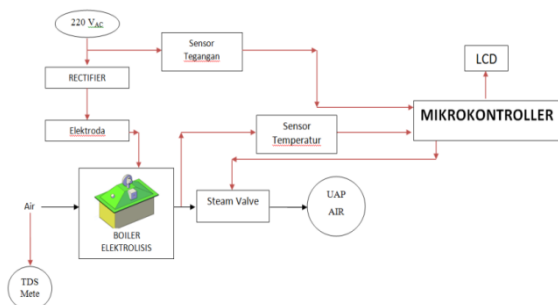 220 VAC
Sensor
Tegangan
RECTIFIER
LCD
MIKROKONTROLLER
Elektroda
Sensor
Temperatur
Air
Steam Valve
UAP
AIR
BOILER
ELEKTROLISIS
TDS
Mete